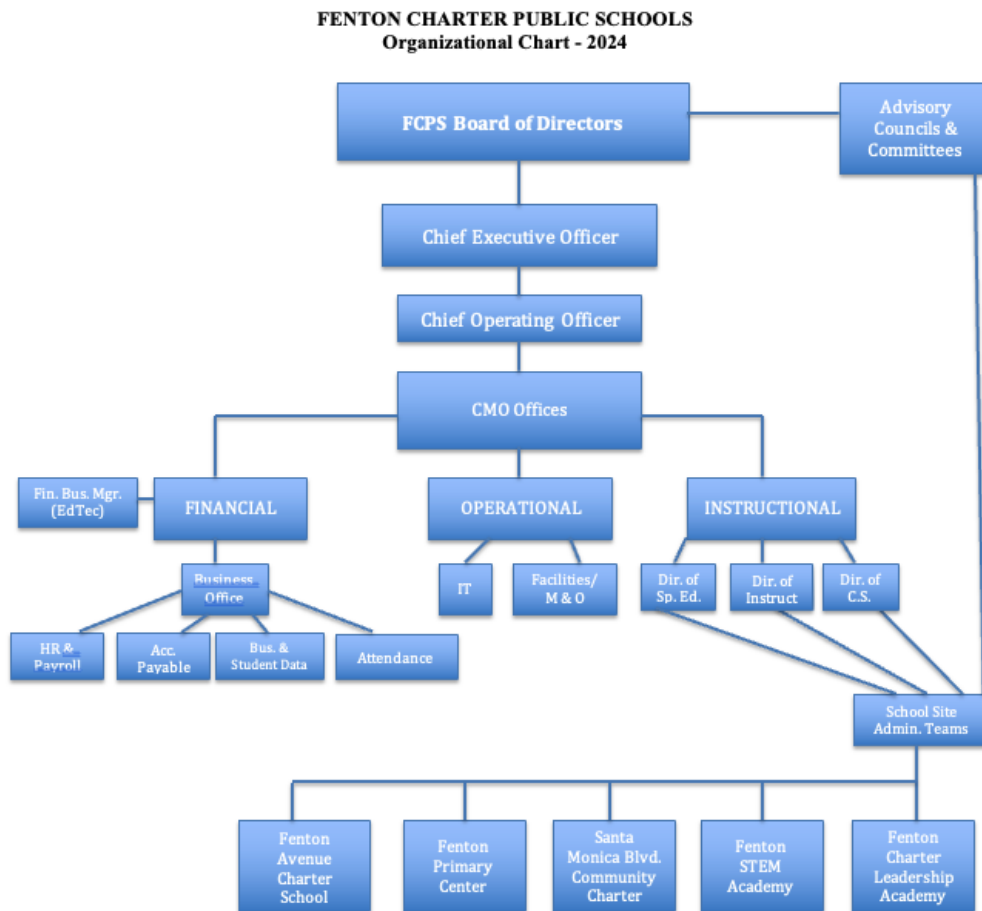 FENTON CHARTER PUBLIC SCHOOLS
Organizational Chart - 2024
FCPS Board of Directors
Advisory
Councils &
Committees
Chief Executive Officer
Chief Operating Officer
CMO Offices
Fin. Bus. Mgr.
(EdTec)
FINANCIAL
OPERATIONAL
INSTRUCTIONAL
Business
Office
IT
Facilities/
M & O
Dir. of
Sp. Ed.
Dir. of
Instruct
Dir. of
C.S.
HR &
Payroll
Acc.
Payable
Bus. &
Student Data
Attendance
School Site
Admin. Teams
Fenton
Avenue
Charter
School
Fenton
Primary
Center
Santa
Monica Blvd.
Community
Charter
Fenton
STEM
Academy
Fenton
Charter
Leadership
Academy